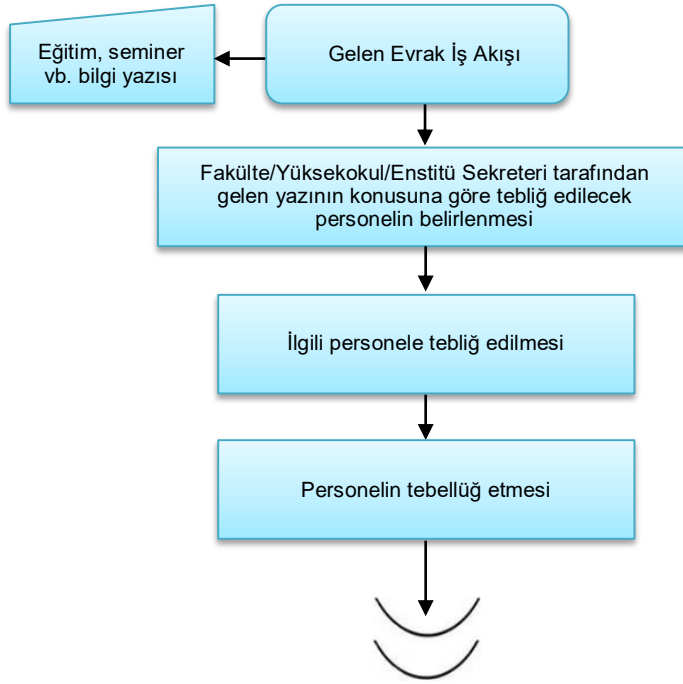 Eğitim, seminer
vb. bilgi yazısı
Gelen Evrak İş Akışı
Fakülte/Yüksekokul/Enstitü Sekreteri tarafından
gelen yazının konusuna göre tebliğ edilecek
personelin belirlenmesi
İlgili personele tebliğ edilmesi
Personelin tebellüğ etmesi